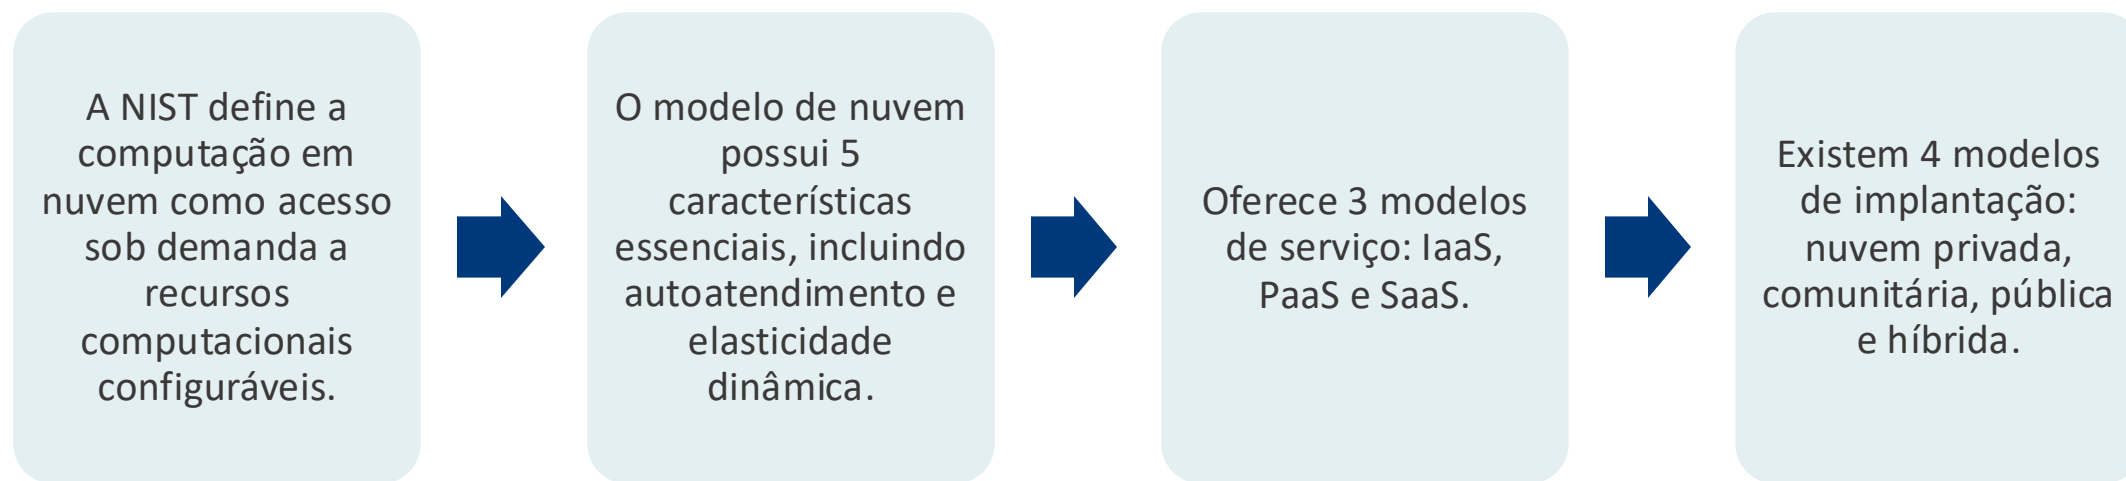 A NIST define a
computação em
nuvem como acesso
sob demanda a
recursos
computacionais
configuráveis.
O modelo de nuvem
possui 5
características
essenciais, incluindo
autoatendimento e
elasticidade
dinâmica.
Oferece 3 modelos
de serviço: IaaS,
PaaS e SaaS.
Existem 4 modelos
de implantação:
nuvem privada,
comunitária, pública
e híbrida.